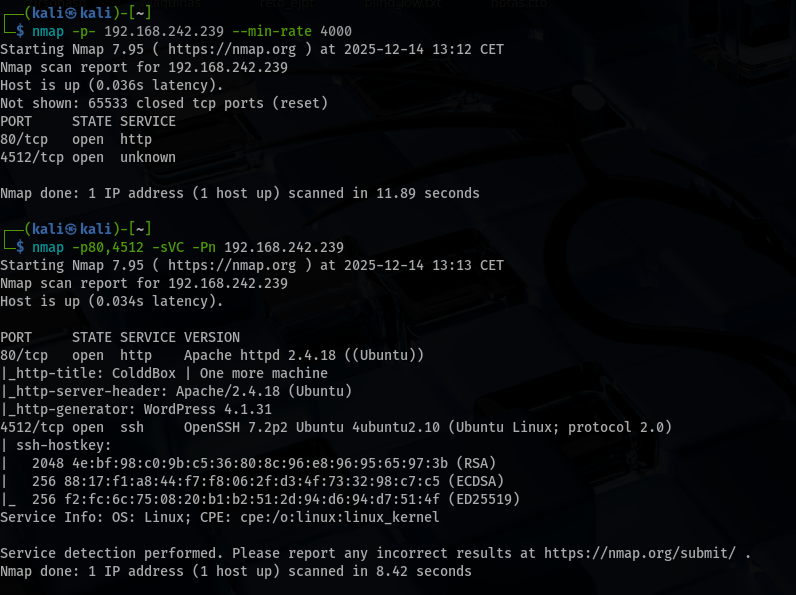 ┌──(kali㉿kali)-[~]
└─$ nmap -p- 192.168.242.239 --min-rate 4000
Starting Nmap 7.95 ( https://nmap.org ) at 2025-12-14 13:12 CET
Nmap scan report for 192.168.242.239
Host is up (0.036s latency).
Not shown: 65533 closed tcp ports (reset)
PORT     STATE SERVICE
80/tcp   open  http
4512/tcp open  unknown

Nmap done: 1 IP address (1 host up) scanned in 11.89 seconds

┌──(kali㉿kali)-[~]
└─$ nmap -p80,4512 -sVC -Pn 192.168.242.239
Starting Nmap 7.95 ( https://nmap.org ) at 2025-12-14 13:13 CET
Nmap scan report for 192.168.242.239
Host is up (0.034s latency).

PORT     STATE SERVICE VERSION
80/tcp   open  http    Apache httpd 2.4.18 ((Ubuntu))
|_http-title: ColddBox | One more machine
|_http-server-header: Apache/2.4.18 (Ubuntu)
|_http-generator: WordPress 4.1.31
4512/tcp open  ssh     OpenSSH 7.2p2 Ubuntu 4ubuntu2.10 (Ubuntu Linux; protocol 2.0)
| ssh-hostkey:
|   2048 4e:bf:98:c0:9b:c5:36:80:8c:96:e8:96:95:65:97:3b (RSA)
|   256 88:17:f1:a8:44:f7:f8:06:2f:d3:4f:73:32:98:c7:c5 (ECDSA)
|_  256 f2:fc:6c:75:08:20:b1:b2:51:2d:94:d6:94:d7:51:4f (ED25519)
Service Info: OS: Linux; CPE: cpe:/o:linux:linux_kernel

Service detection performed. Please report any incorrect results at https://nmap.org/submit/ .
Nmap done: 1 IP address (1 host up) scanned in 8.42 seconds